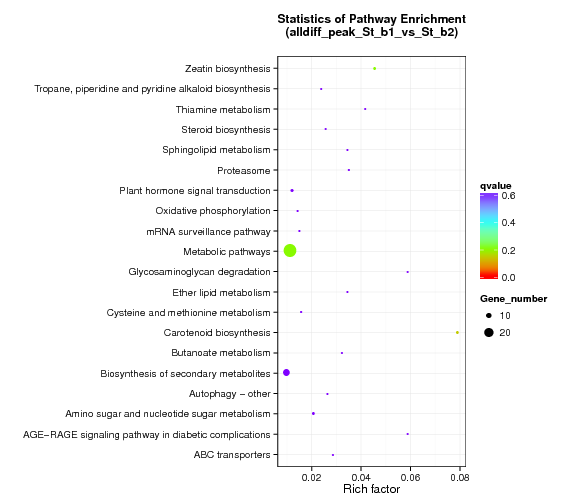 Statistics of Pathway Enrichment
(alldiff_peak_St_b1_vs_St_b2)
Zeatin biosynthesis
Tropane, piperidine and pyridine alkaloid biosynthesis
Thiamine metabolism
Steroid biosynthesis
Sphingolipid metabolism
Proteasome
Plant hormone signal transduction
Oxidative phosphorylation
mRNA surveillance pathway
Metabolic pathways
Glycosaminoglycan degradation
Ether lipid metabolism
Cysteine and methionine metabolism
Carotenoid biosynthesis
Butanoate metabolism
Biosynthesis of secondary metabolites
Autophagy − other
Amino sugar and nucleotide sugar metabolism
AGE−RAGE signaling pathway in diabetic complications
ABC transporters
0.02 0.04 0.06 0.08
Rich factor
qvalue
0.6
0.4
0.2
0.0
Gene_number
10
20